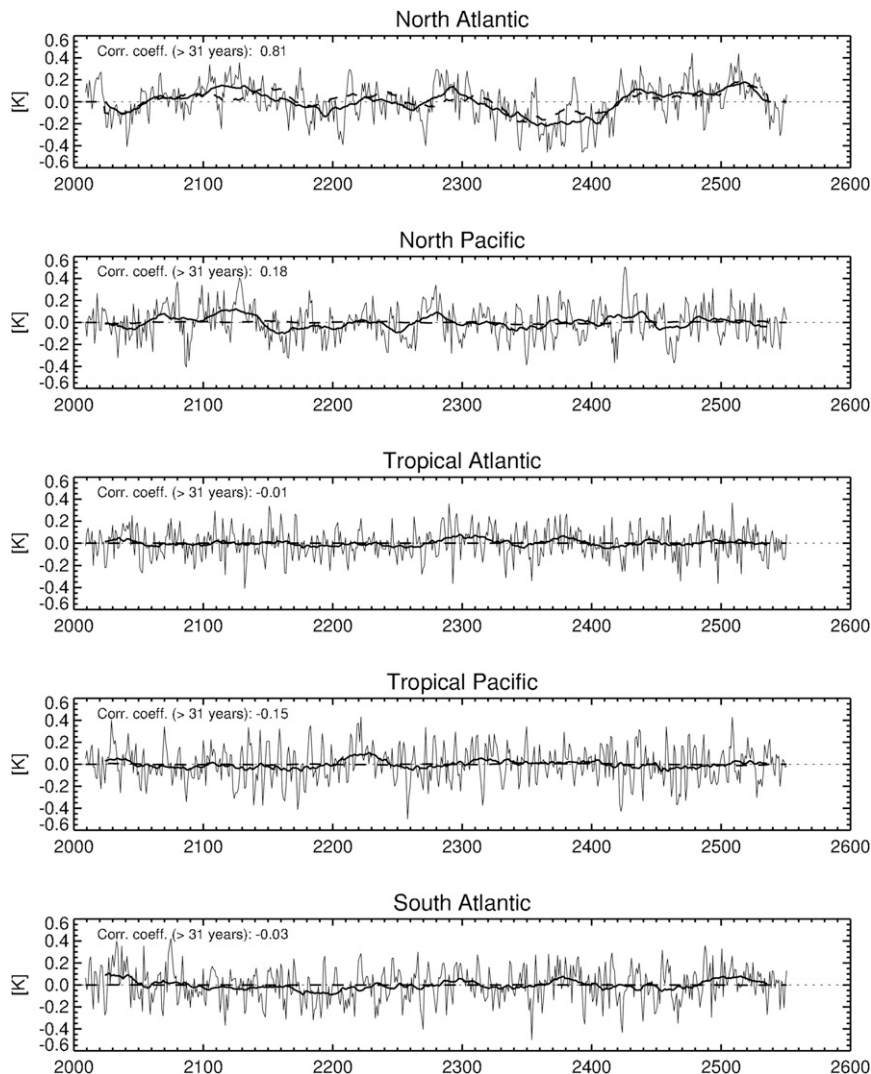 North Atlantic
Corr. coeff. (> 31 years): 0.81
0.6
0.4
0.2
0.0
-0.2
-0.4
-0.6
[K]
2000 2100 2200 2300 2400 2500 2600
North Pacific
Corr. coeff. (> 31 years): 0.18
0.6
0.4
0.2
0.0
-0.2
-0.4
-0.6
[K]
2000 2100 2200 2300 2400 2500 2600
Tropical Atlantic
Corr. coeff. (> 31 years): -0.01
0.6
0.4
0.2
0.0
-0.2
-0.4
-0.6
[K]
2000 2100 2200 2300 2400 2500 2600
Tropical Pacific
Corr. coeff. (> 31 years): -0.15
0.6
0.4
0.2
0.0
-0.2
-0.4
-0.6
[K]
2000 2100 2200 2300 2400 2500 2600
South Atlantic
Corr. coeff. (> 31 years): -0.03
0.6
0.4
0.2
0.0
-0.2
-0.4
-0.6
[K]
2000 2100 2200 2300 2400 2500 2600